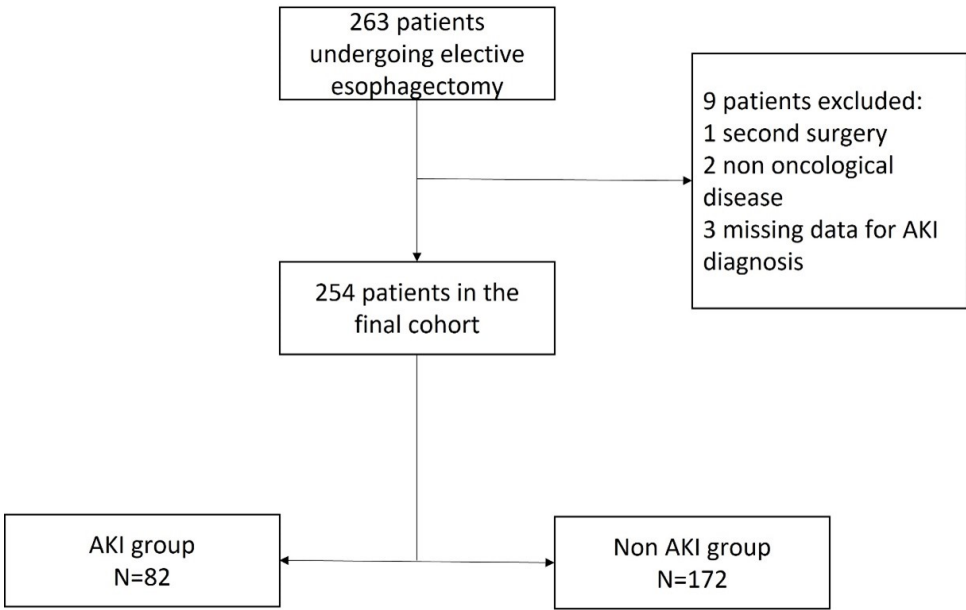 263 patients
undergoing elective
esophagectomy
9 patients excluded:
1 second surgery
2 non oncological
disease
3 missing data for AKI
diagnosis
254 patients in the
final cohort
AKI group
N=82
Non AKI group
N=172